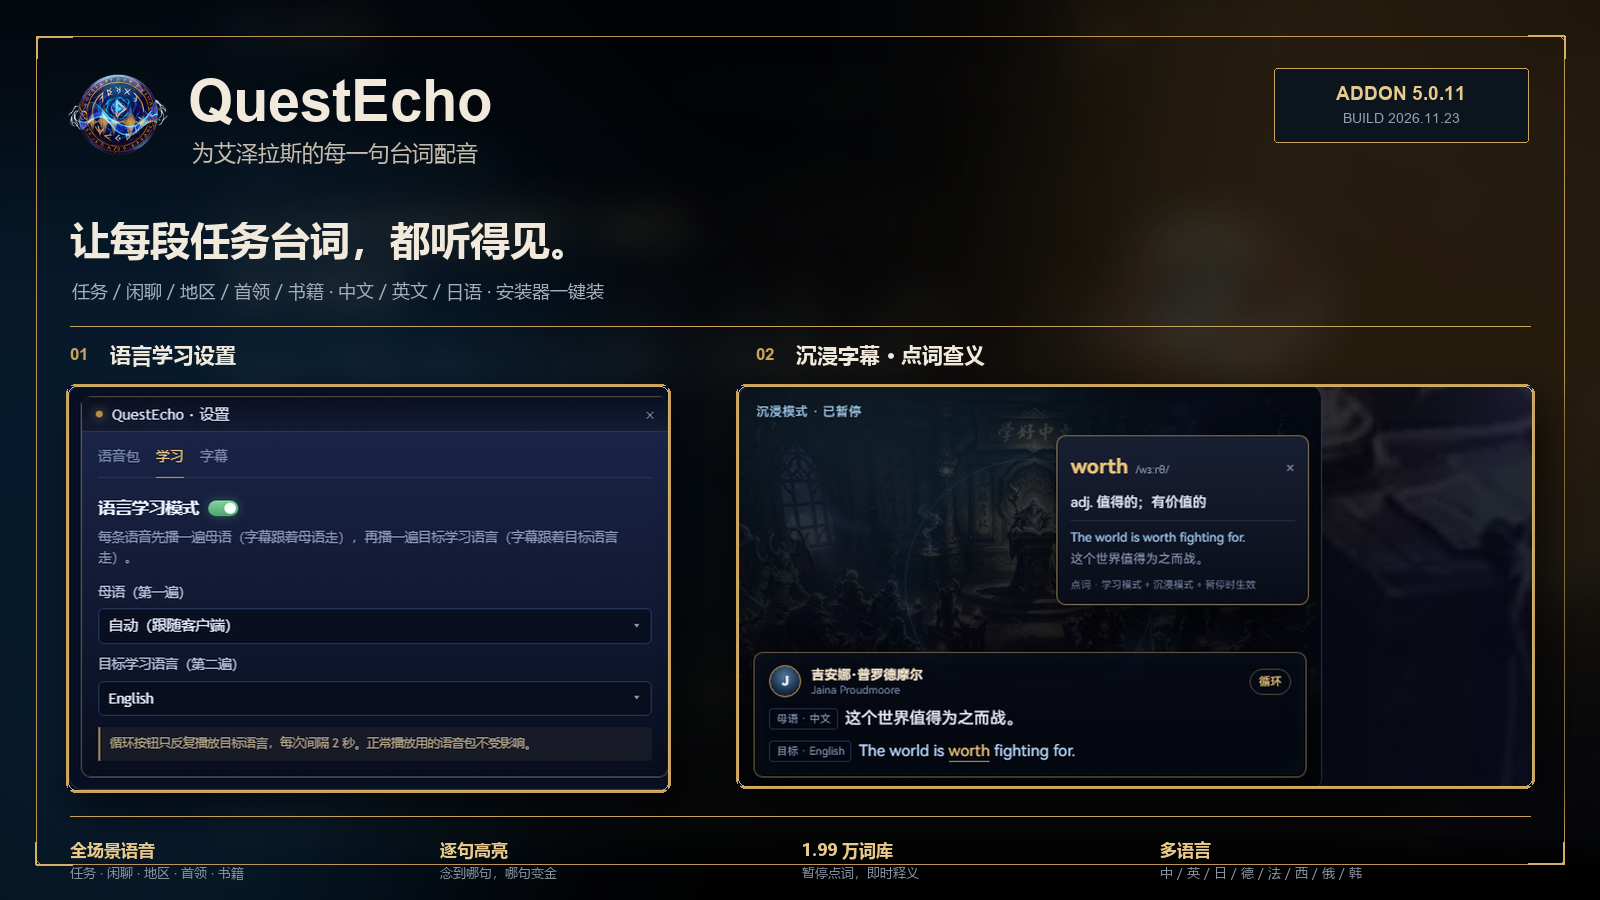 QuestEcho
为艾泽拉斯的每一句台词配音
ADDON 5.0.11
BUILD 2026.11.23
让每段任务台词，都听得见。
任务 / 闲聊 / 地区 / 首领 / 书籍 · 中文 / 英文 / 日语 · 安装器一键装
01 语言学习设置
QuestEcho · 设置 ×
语音包 学习 字幕
语言学习模式
每条语音先播一遍母语（字幕跟着母语走），再播一遍目标学习语言（字幕跟着目标语言
走）。
母语（第一遍）
自动（跟随客户端）
目标学习语言（第二遍）
English
循环按钮只反复播放目标语言，每次间隔 2 秒。正常播放用的语音包不受影响。
02 沉浸字幕 • 点词查义
沉浸模式 · 已暂停
学好中文
worth /wɜːrθ/ ×
adj. 值得的；有价值的
The world is worth fighting for.
这个世界值得为之而战。
点词 · 学习模式 + 沉浸模式 + 暂停时生效
J
吉安娜·普罗德摩尔
Jaina Proudmoore
循环
母语 · 中文 这个世界值得为之而战。
目标 · English The world is worth fighting for.
全场景语音
任务 · 闲聊 · 地区 · 首领 · 书籍
逐句高亮
念到哪句，哪句变金
1.99 万词库
暂停点词，即时释义
多语言
中 / 英 / 日 / 德 / 法 / 西 / 俄 / 韩